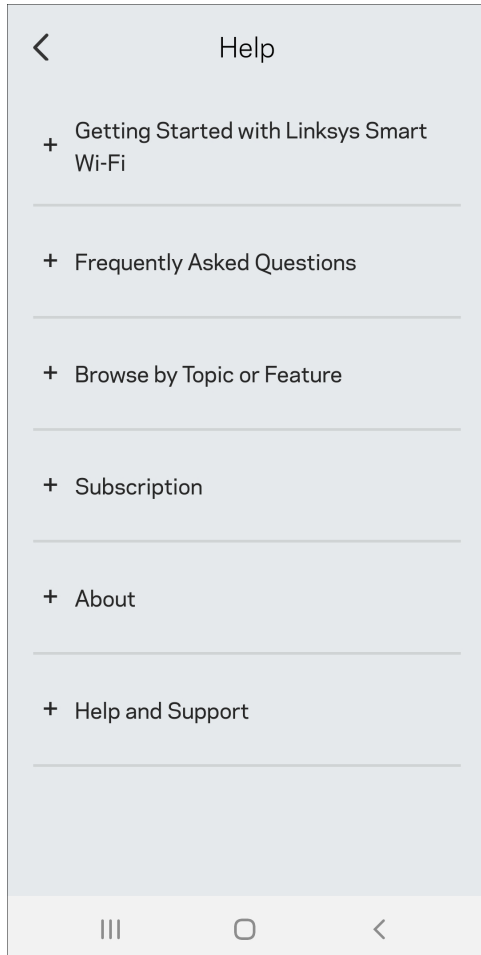 Help
+ Getting Started with Linksys Smart
Wi-Fi
+ Frequently Asked Questions
+ Browse by Topic or Feature
+ Subscription
+ About
+ Help and Support